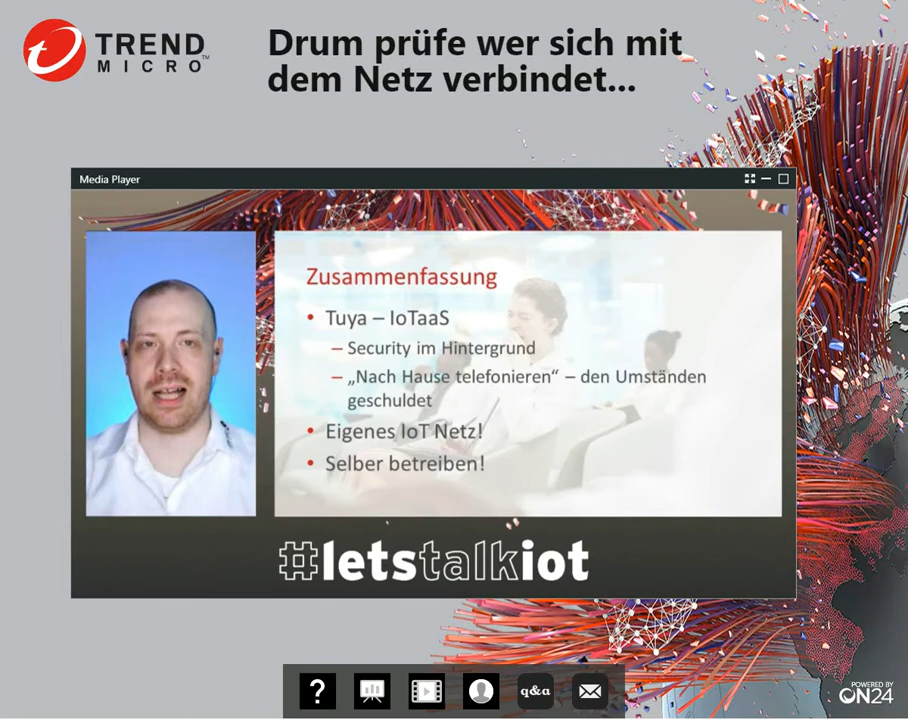 TREND
MICRO™
Drum prüfe wer sich mit
dem Netz verbindet...
Media Player
Zusammenfassung
• Tuya – IoTaaS
– Security im Hintergrund
– „Nach Hause telefonieren“ – den Umständen
geschuldet
• Eigenes IoT Netz!
• Selber betreiben!
#letstalkiot
?
q&a
POWERED BY
ON24